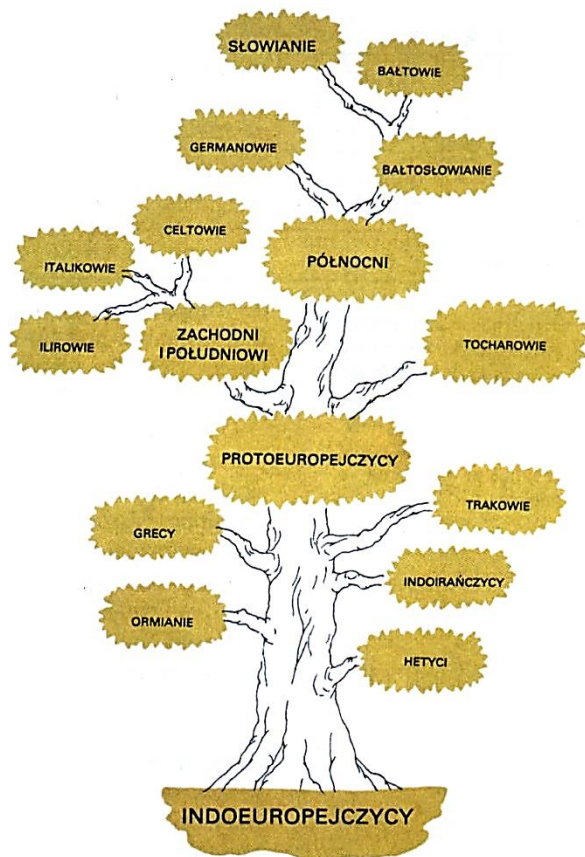 SŁOWIANIE
BAŁTOWIE
GERMANOWIE
BAŁTOSŁOWIANIE
CELTOWIE
ITALIKOWIE
PÓŁNOCNI
ILIROWIE
ZACHODNI
I POŁUDNIOWI
TOCHAROWIE
PROTOEUROPEJCZYCY
TRAKOWIE
GRECY
INDOIRAŃCZYCY
ORMIANIE
HETYCI
INDOEUROPEJCZYCY